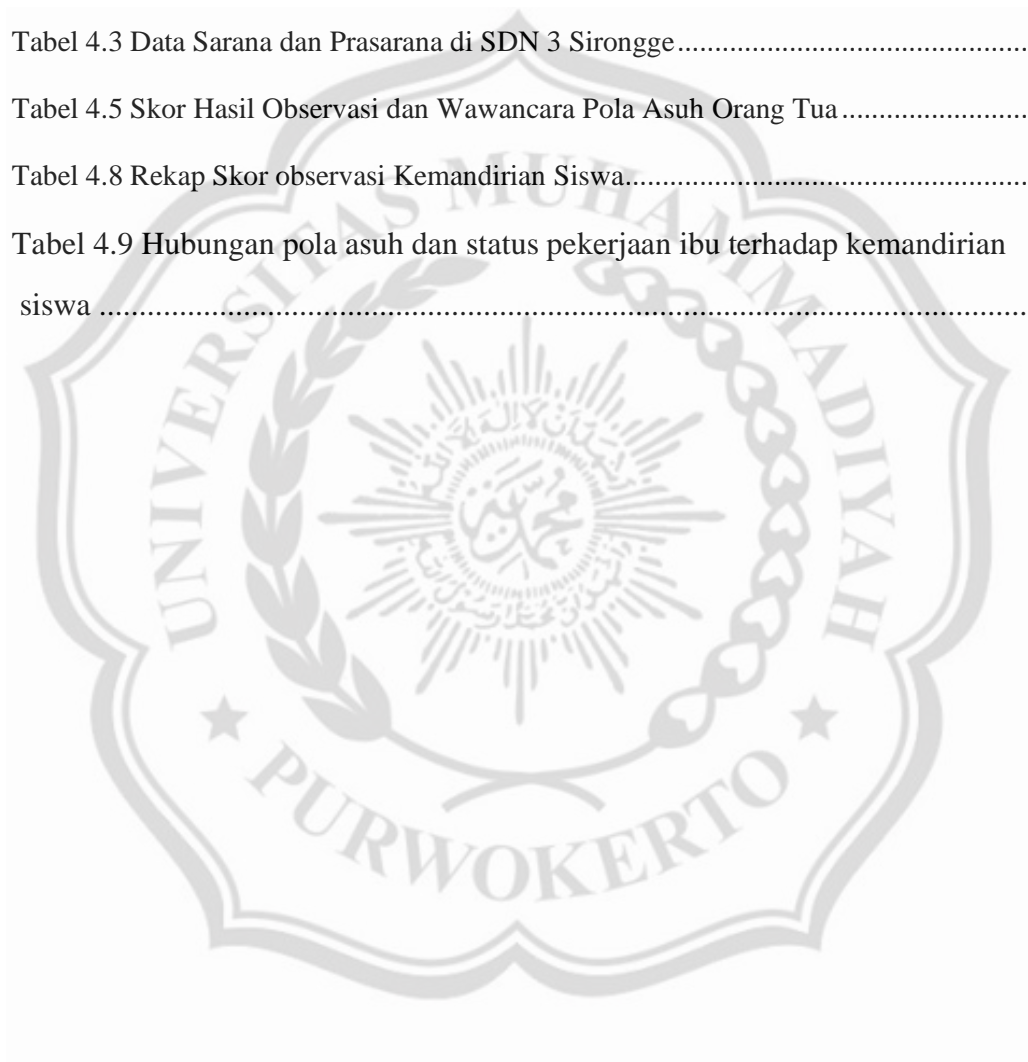 Tabel 4.3 Data Sarana dan Prasarana di SDN 3 Sirongge................................................
Tabel 4.5 Skor Hasil Observasi dan Wawancara Pola Asuh Orang Tua.........................
Tabel 4.8 Rekap Skor observasi Kemandirian Siswa.......................................................
Tabel 4.9 Hubungan pola asuh dan status pekerjaan ibu terhadap kemandirian
siswa ...............................................................................................................................
UNIVERSITAS MUHAMMADIYAH
PURWOKERTO